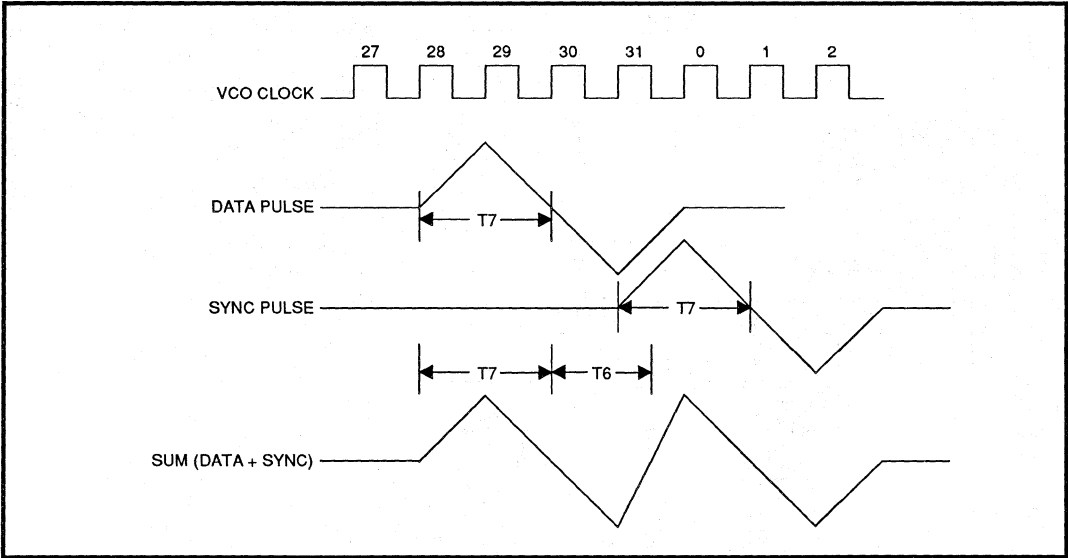 27 28 29 30 31 0 1 2
VCO CLOCK
DATA PULSE
T7
SYNC PULSE
T7
T7 T6
SUM (DATA + SYNC)